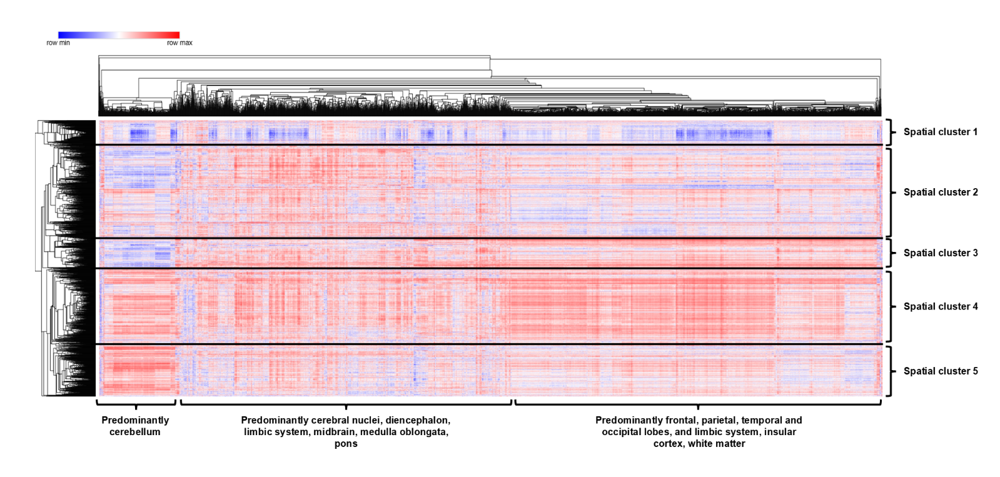 row min
row max
Spatial cluster 1
Spatial cluster 2
Spatial cluster 3
Spatial cluster 4
Spatial cluster 5
Predominantly
cerebellum
Predominantly cerebral nuclei, diencephalon,
limbic system, midbrain, medulla oblongata,
pons
Predominantly frontal, parietal, temporal and
occipital lobes, and limbic system, insular
cortex, white matter